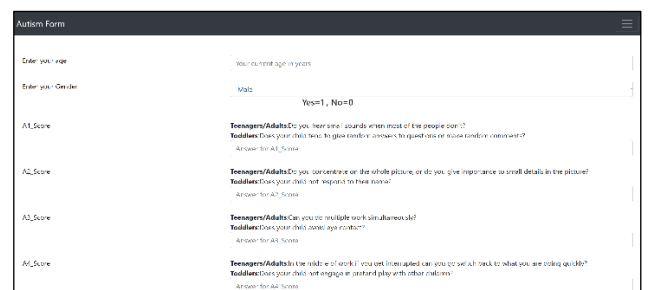 Autism Form
Enter your age
Your current age in years
Enter your Gender
Male
Yes=1, No=0
A1_Score
Teenagers/Adults:Do you hear small sounds when most of the people don't?
Toddlers:Does your child tend to give random answers to questions or make random comments?
Answer for A1_Score
A2_Score
Teenagers/Adults:Do you concentrate on the whole picture, or do you give importance to small details in the picture?
Toddlers:Does your child not respond to their name?
Answer for A2_Score
A3_Score
Teenagers/Adults:Can you do multiple work simultaneously?
Toddlers:Does your child avoid eye contact?
Answer for A3_Score
A4_Score
Teenagers/Adults:In the middle of work if you get interrupted can you go switch back to what you are doing quickly?
Toddlers:Does your child not engage in pretend play with other children?
Answer for A4_Score